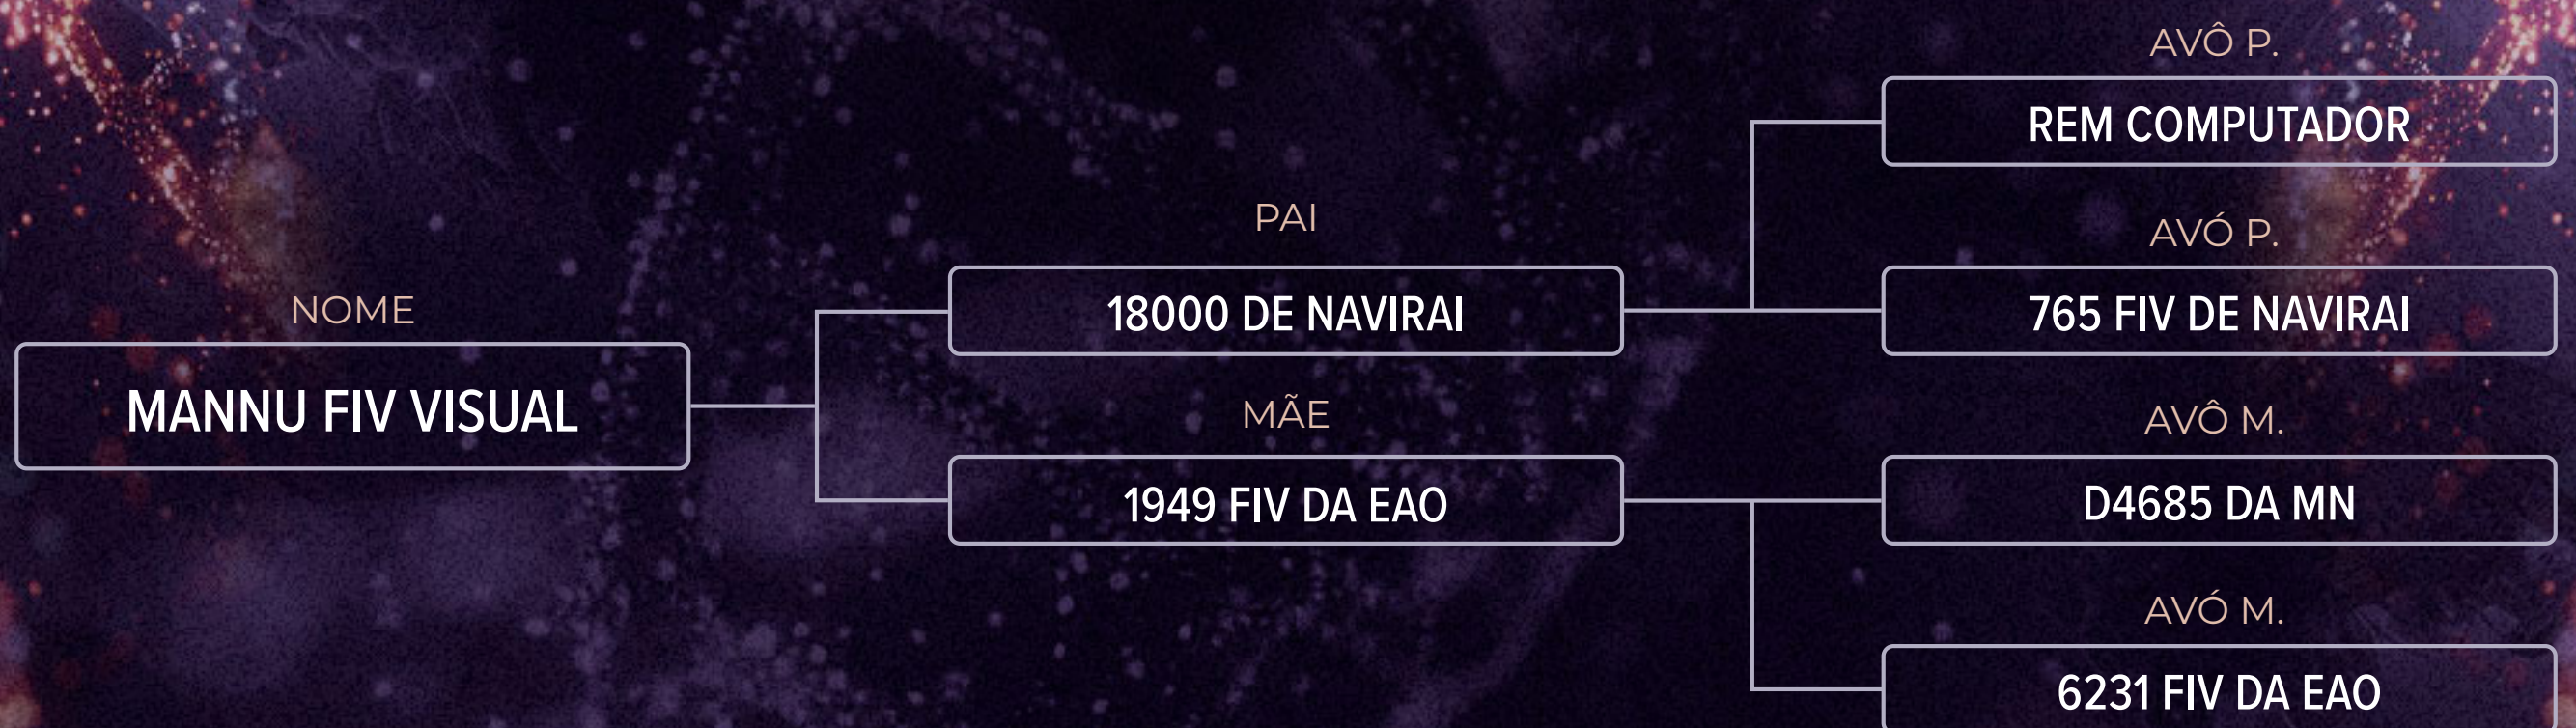 NOME
MANNU FIV VISUAL
PAI
18000 DE NAVIRAI
MÃE
1949 FIV DA EAO
AVÔ P.
REM COMPUTADOR
AVÓ P.
765 FIV DE NAVIRAI
AVÔ M.
D4685 DA MN
AVÓ M.
6231 FIV DA EAO